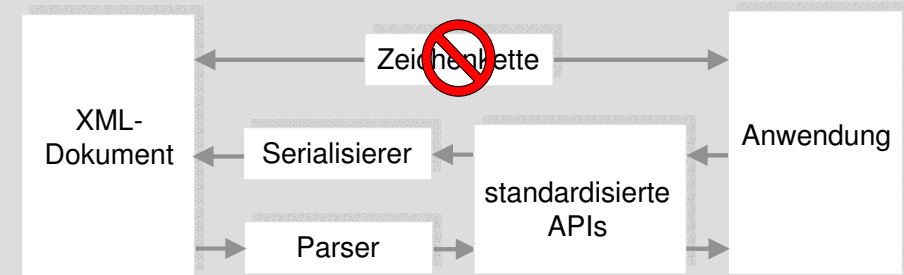 Zeichenkette
XML-
Dokument
Serialisierer
Anwendung
standardisierte
APIs
Parser